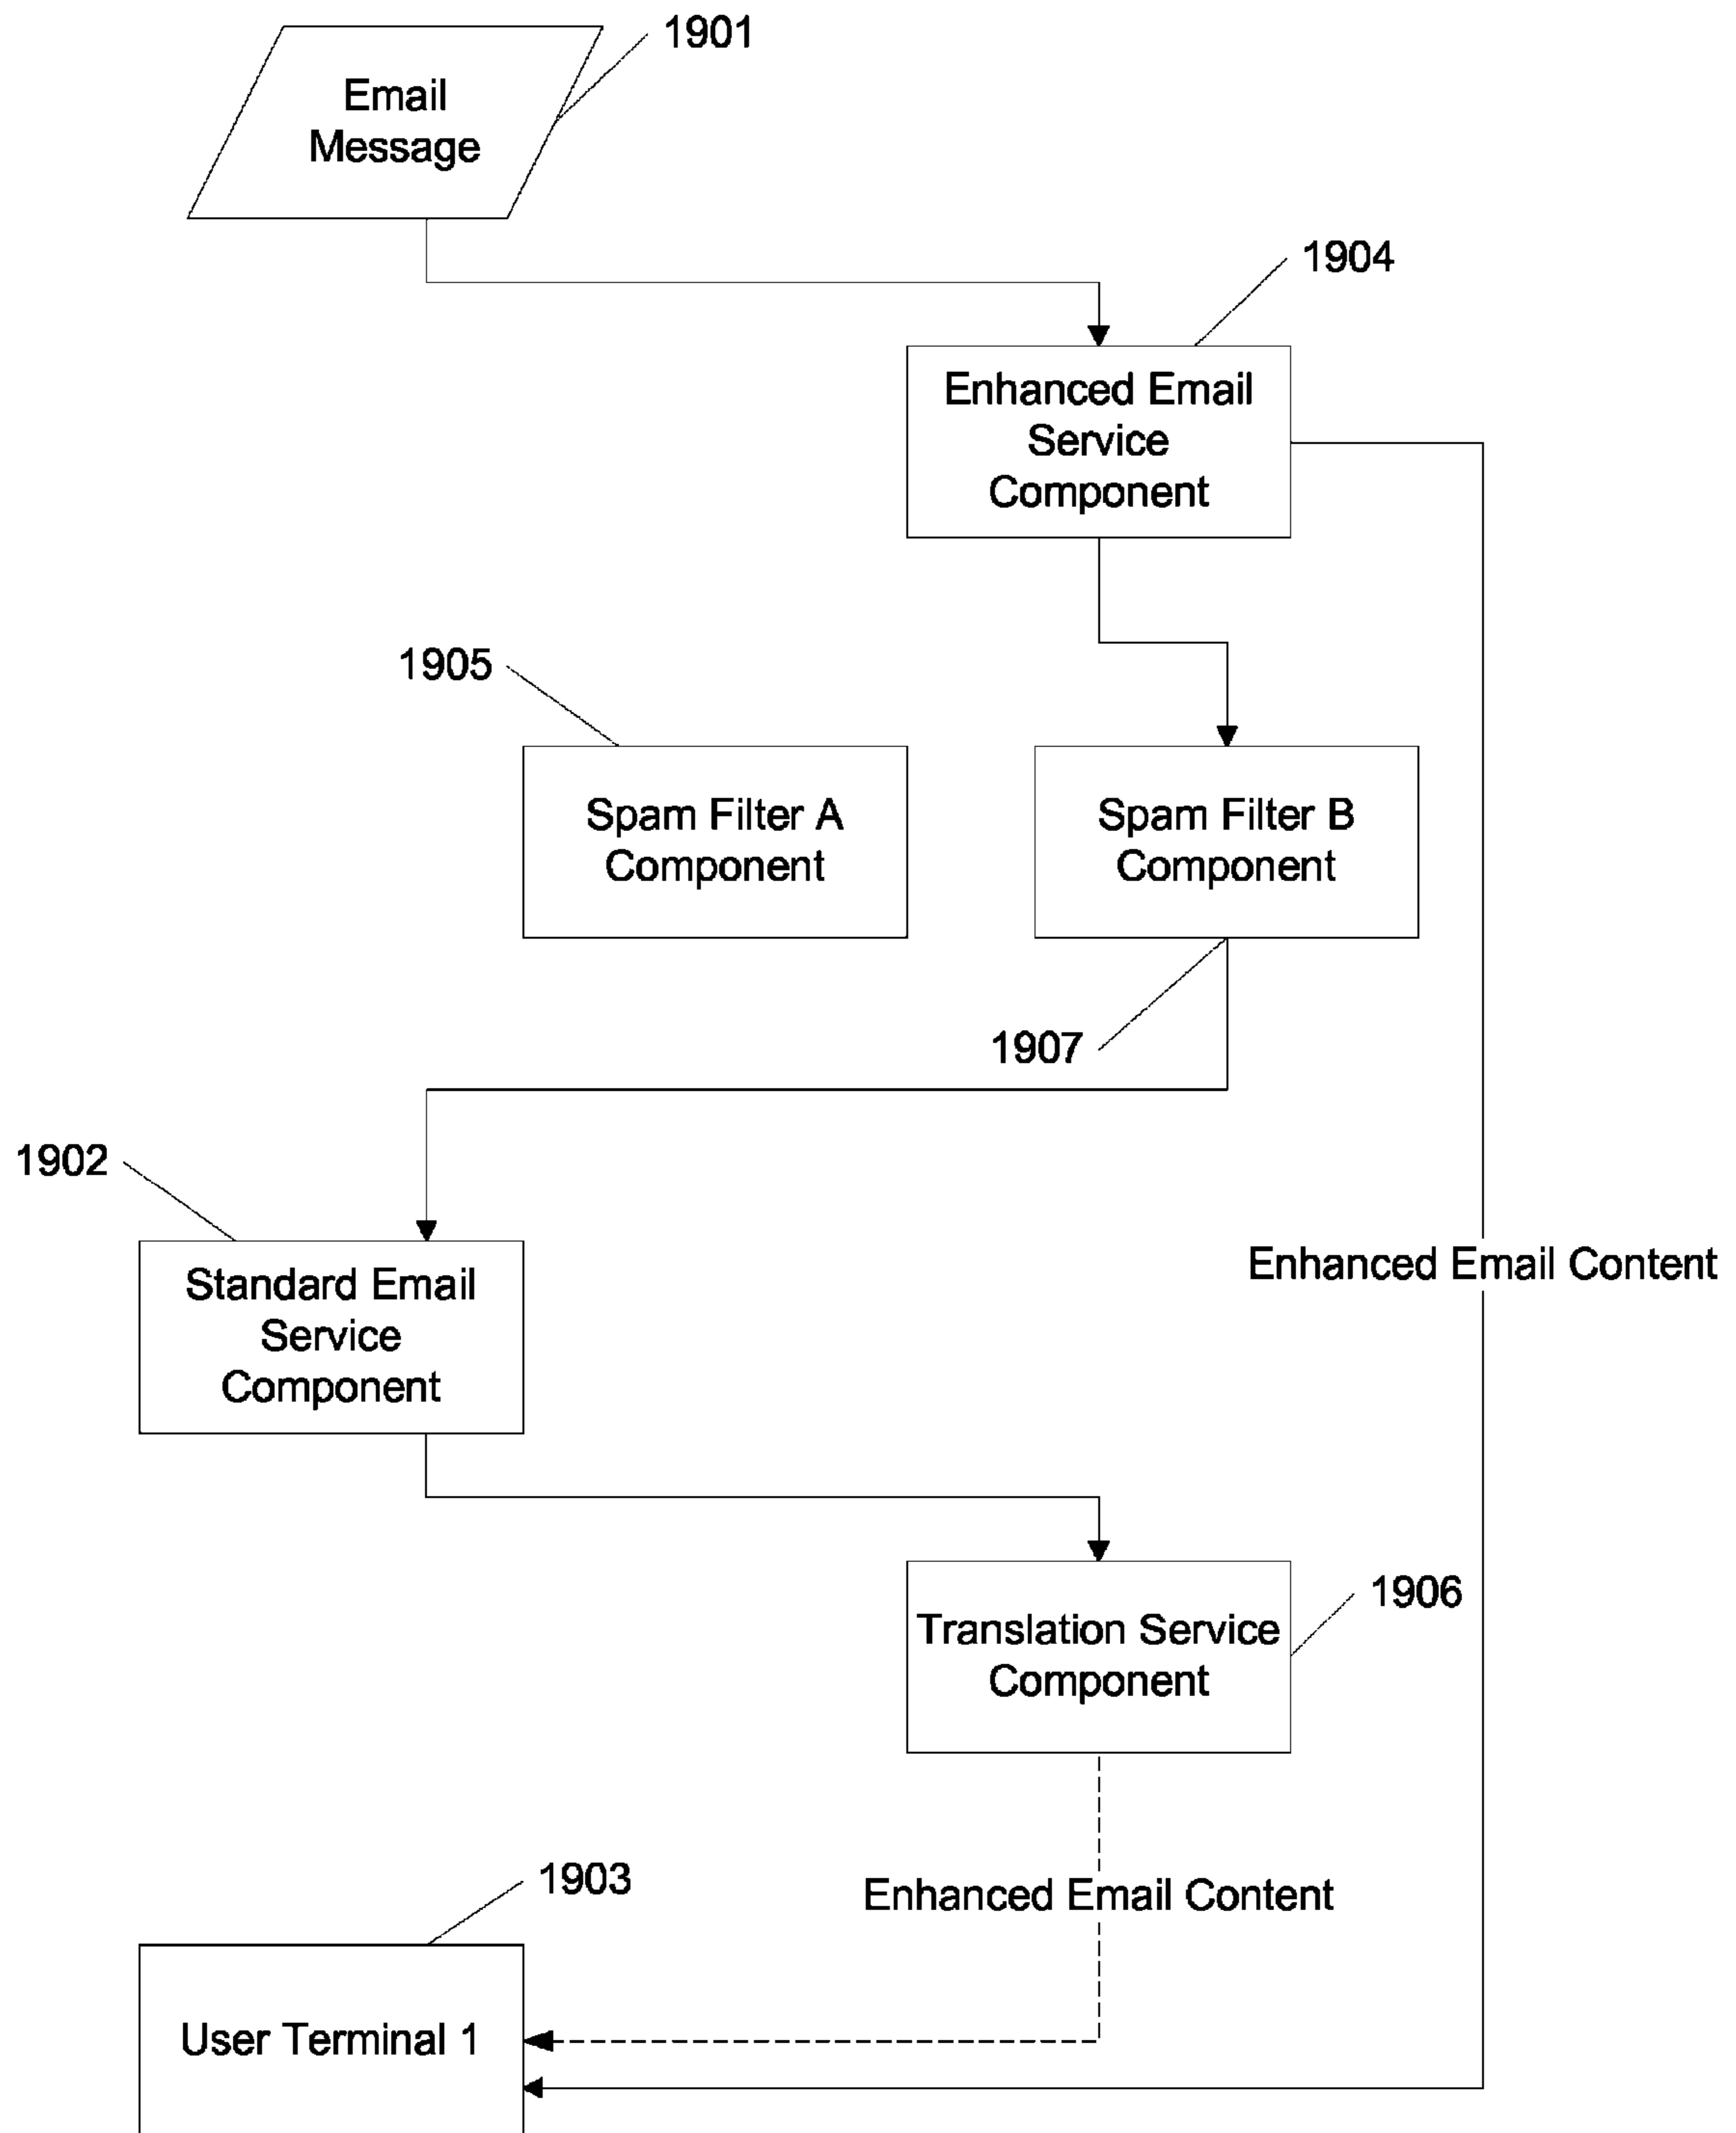 1901
Email
Message
1904
Enhanced Email
Service
Component
1905
Spam Filter A
Component
Spam Filter B
Component
1907
1902
Standard Email
Service
Component
Enhanced Email Content
1906
Translation Service
Component
1903
Enhanced Email Content
User Terminal 1